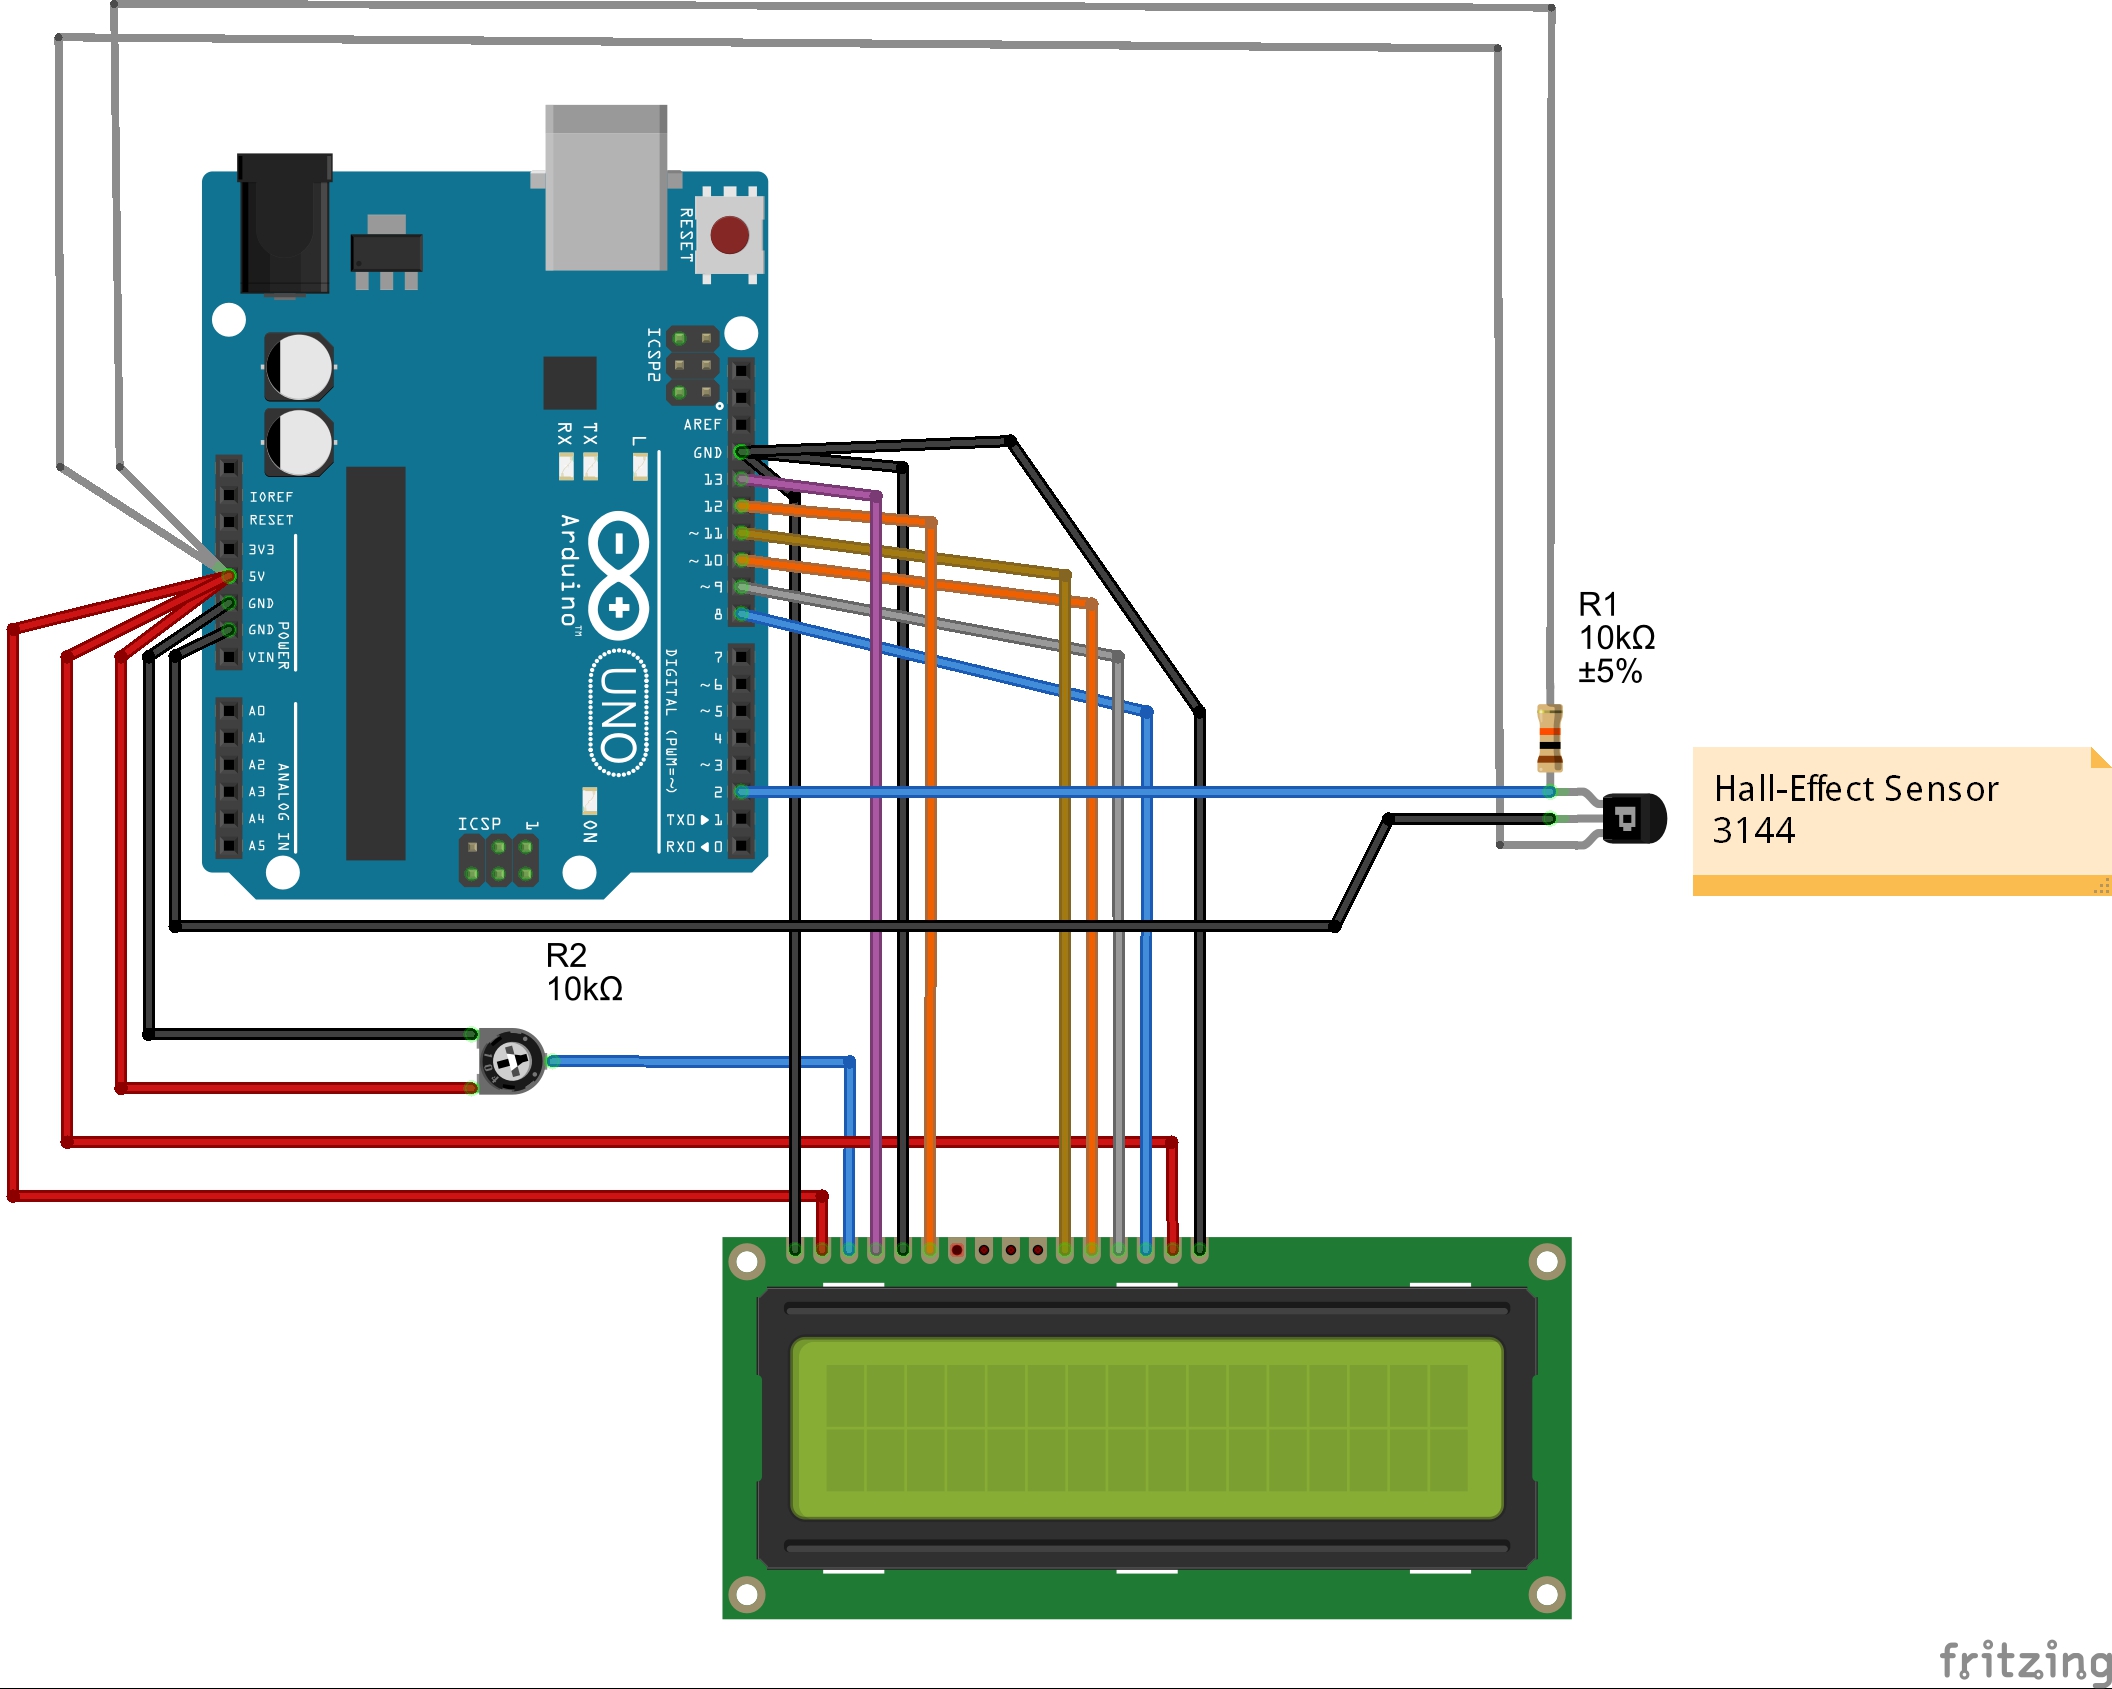 RESET
ICSP2
AREF
GND
13
12
~11
~10
~9
8
7
~6
~5
4
~3
2
TX0▶1
RX0◀0
DIGITAL (PWM=~)
RX
TX
L
IOREF
RESET
3V3
5V
GND
GND
VIN
POWER
A0
A1
A2
A3
A4
A5
ANALOG IN
Arduino™
UNO
ON
ICSP
1
R1
10kΩ
±5%
Hall-Effect Sensor
3144
R2
10kΩ
fritzing